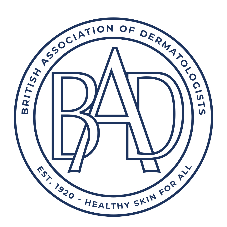 BRITISH ASSOCIATION OF DERMATOLOGISTS
BAD
EST. 1920 - HEALTHY SKIN FOR ALL